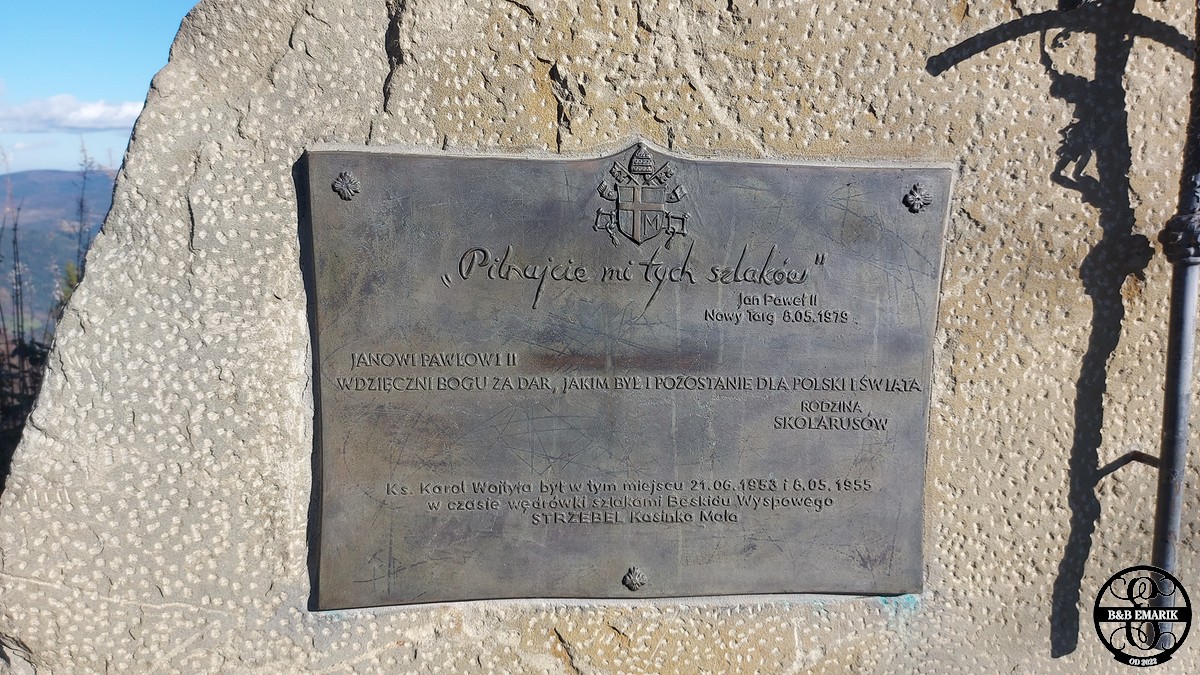 M
„Pilnujcie mi tych szlaków"
Jan Paweł II
Nowy Targ 8.05.1979
JANOWI PAWŁOWI II
WDZIĘCZNI BOGU ZA DAR, JAKIM BYŁ I POZOSTANIE DLA POLSKI I ŚWIATA
RODZINA
SKOLARUSÓW
Ks. Karol Wojtyła był w tym miejscu 21.06.1953 i 8.05.1955
w czasie wędrówki szlakami Beskidu Wyspowego
STRZEBEL Kasinka Mała
B&B EMARIK
OD 2022